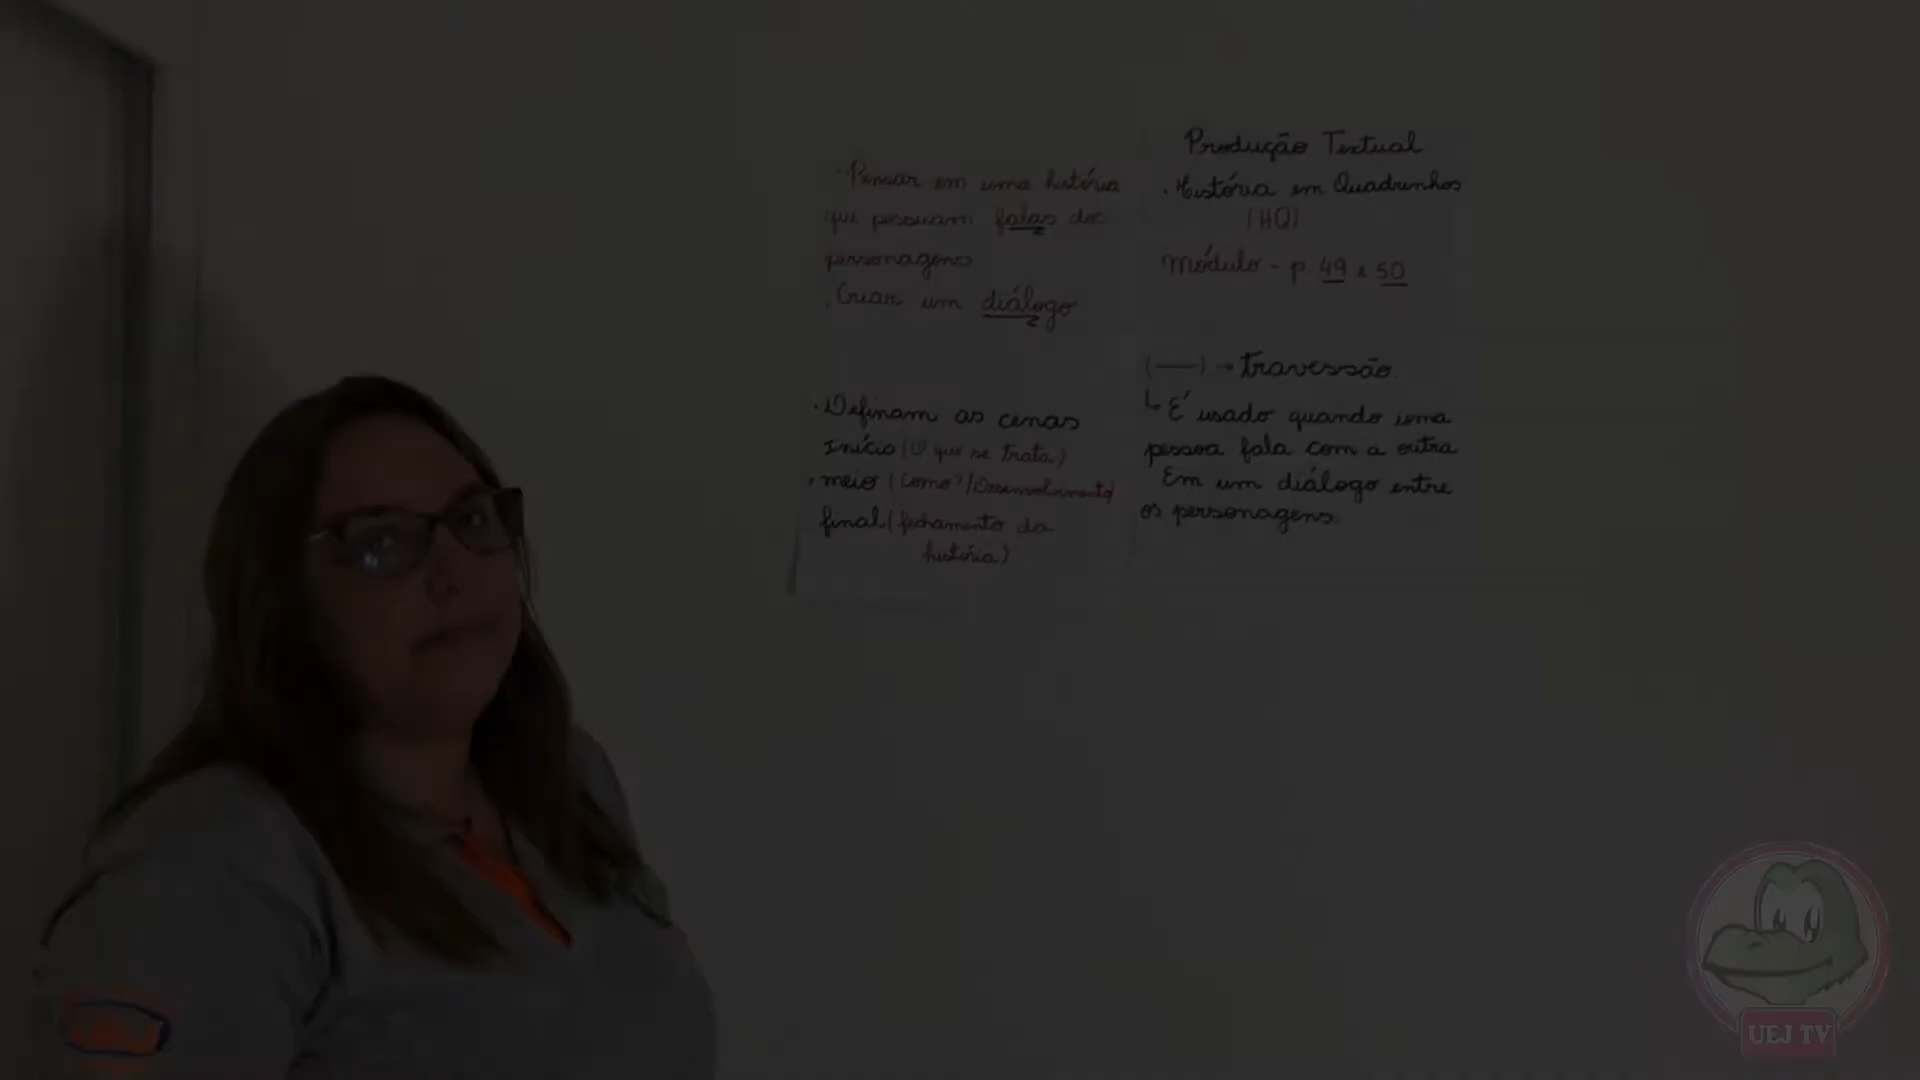 Produção Textual
. História em Quadrinhos
(HQ)
Módulo - p. 49 e 50
(—) → travessão
↳ É usado quando uma
pessoa fala com a outra
Em um diálogo entre
os personagens.
. Pensar em uma história
que possuam falas dos
personagens
. Criar um diálogo
. Definam as cenas
Início (O que se trata)
, meio (Como?/Desenvolvimento)
final (fechamento da
história)
UEJ TV